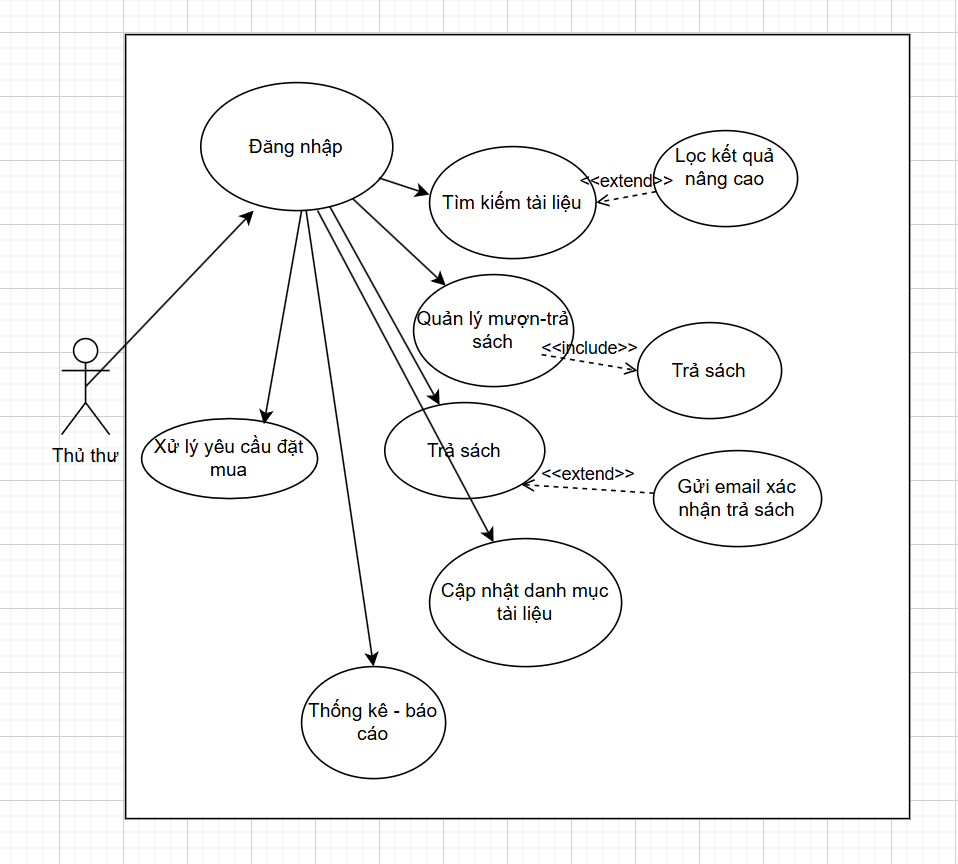 Đăng nhập
Lọc kết quả
nâng cao
<<extend>>
Tìm kiếm tài liệu
Quản lý mượn-trả
sách
<<include>>
Trả sách
Thủ thư
Xử lý yêu cầu đặt
mua
Trả sách
<<extend>>
Gửi email xác
nhận trả sách
Cập nhật danh mục
tài liệu
Thống kê - báo
cáo